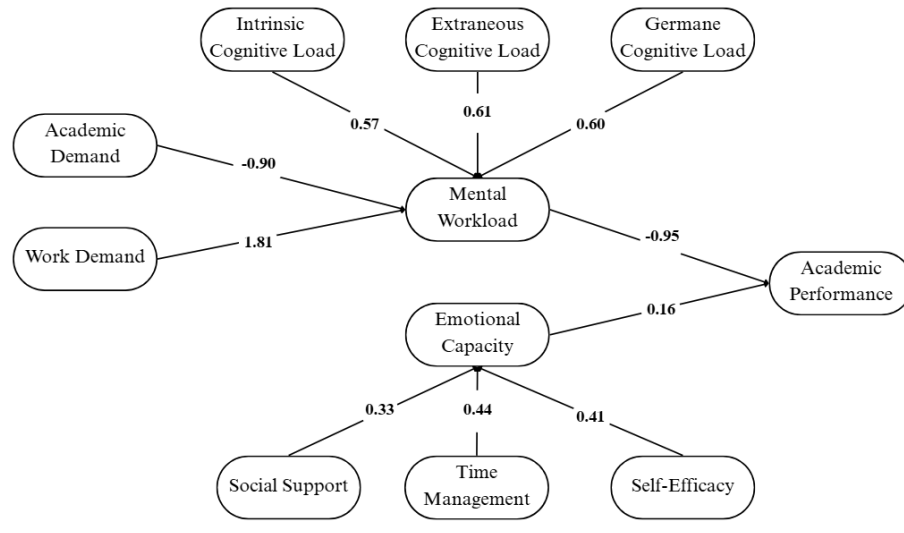 Intrinsic
Cognitive Load
Extraneous
Cognitive Load
Germane
Cognitive Load
0.57
0.61
0.60
Academic
Demand
-0.90
Mental
Workload
Work Demand
1.81
-0.95
Academic
Performance
Emotional
Capacity
0.16
0.33
0.44
0.41
Social Support
Time
Management
Self-Efficacy